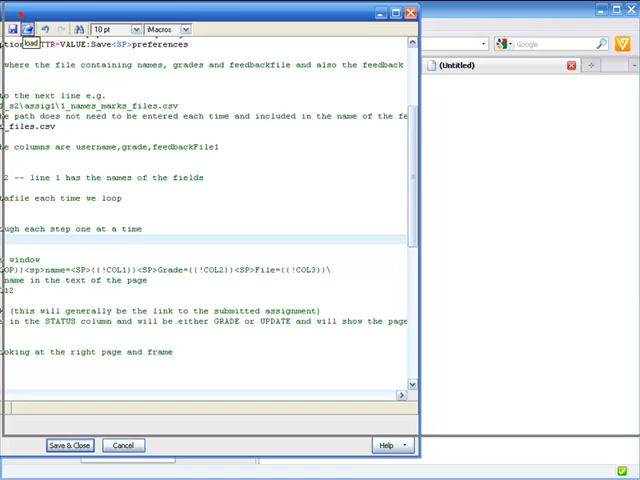 10 pt
iMacros
load
TTR=VALUE:Save<SP>preferences
where the file containing names, grades and feedbackfile and also the feedback
to the next line e.g.
_s2\assig1\1_names_marks_files.csv
he path does not need to be entered each time and included in the name of the fe
_files.csv
he columns are username,grade,feedbackFile1
2 -- line 1 has the names of the fields
tafile each time we loop
ugh each step one at a time
window
OOP))<sp>name=<SP>((!COL1))<SP>Grade=((!COL2))<SP>File=((!COL3))\
name in the text of the page
12
(this will generally be the link to the submitted assignment)
in the STATUS column and will be either GRADE or UPDATE and will show the page
ooking at the right page and frame
Save & Close
Cancel
Help
Google
(Untitled)